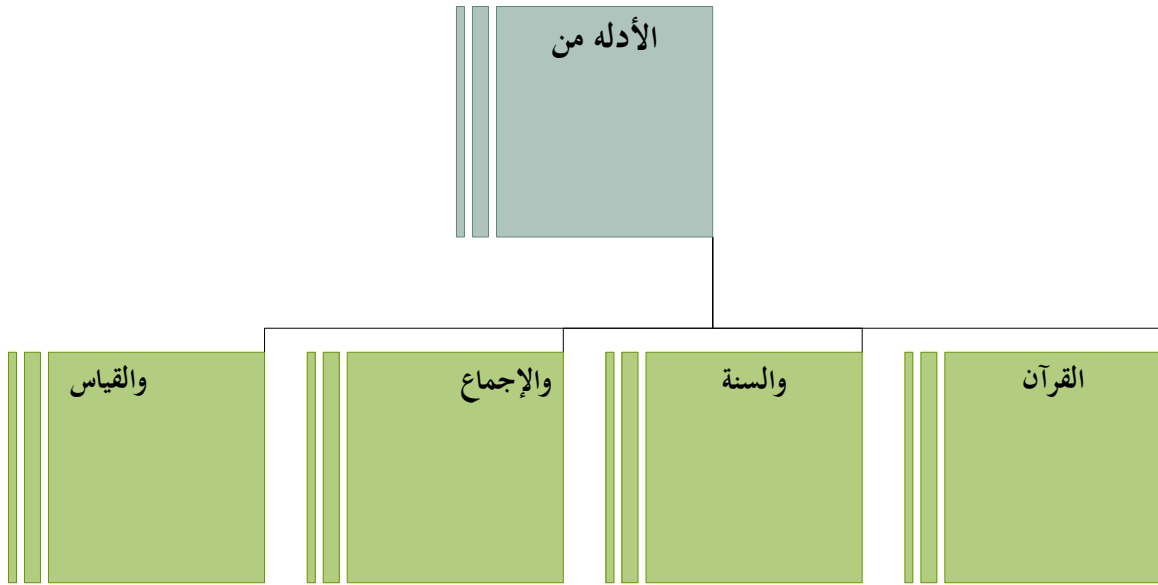 الأدله من
القرآن
والسنة
والإجماع
والقياس